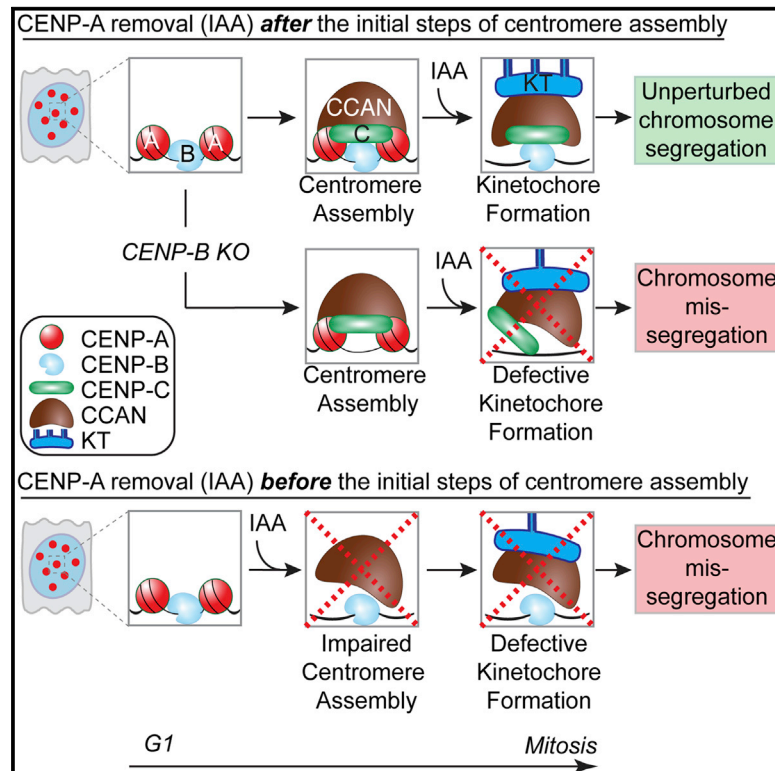 CENP-A removal (IAA) after the initial steps of centromere assembly
A
B
A
CCAN
C
IAA
KT
Unperturbed
chromosome
segregation
Centromere
Assembly
Kinetochore
Formation
CENP-B KO
IAA
Chromosome
mis-
segregation
Centromere
Assembly
Defective
Kinetochore
Formation
CENP-A
CENP-B
CENP-C
CCAN
KT
CENP-A removal (IAA) before the initial steps of centromere assembly
IAA
Chromosome
mis-
segregation
Impaired
Centromere
Assembly
Defective
Kinetochore
Formation
G1
Mitosis